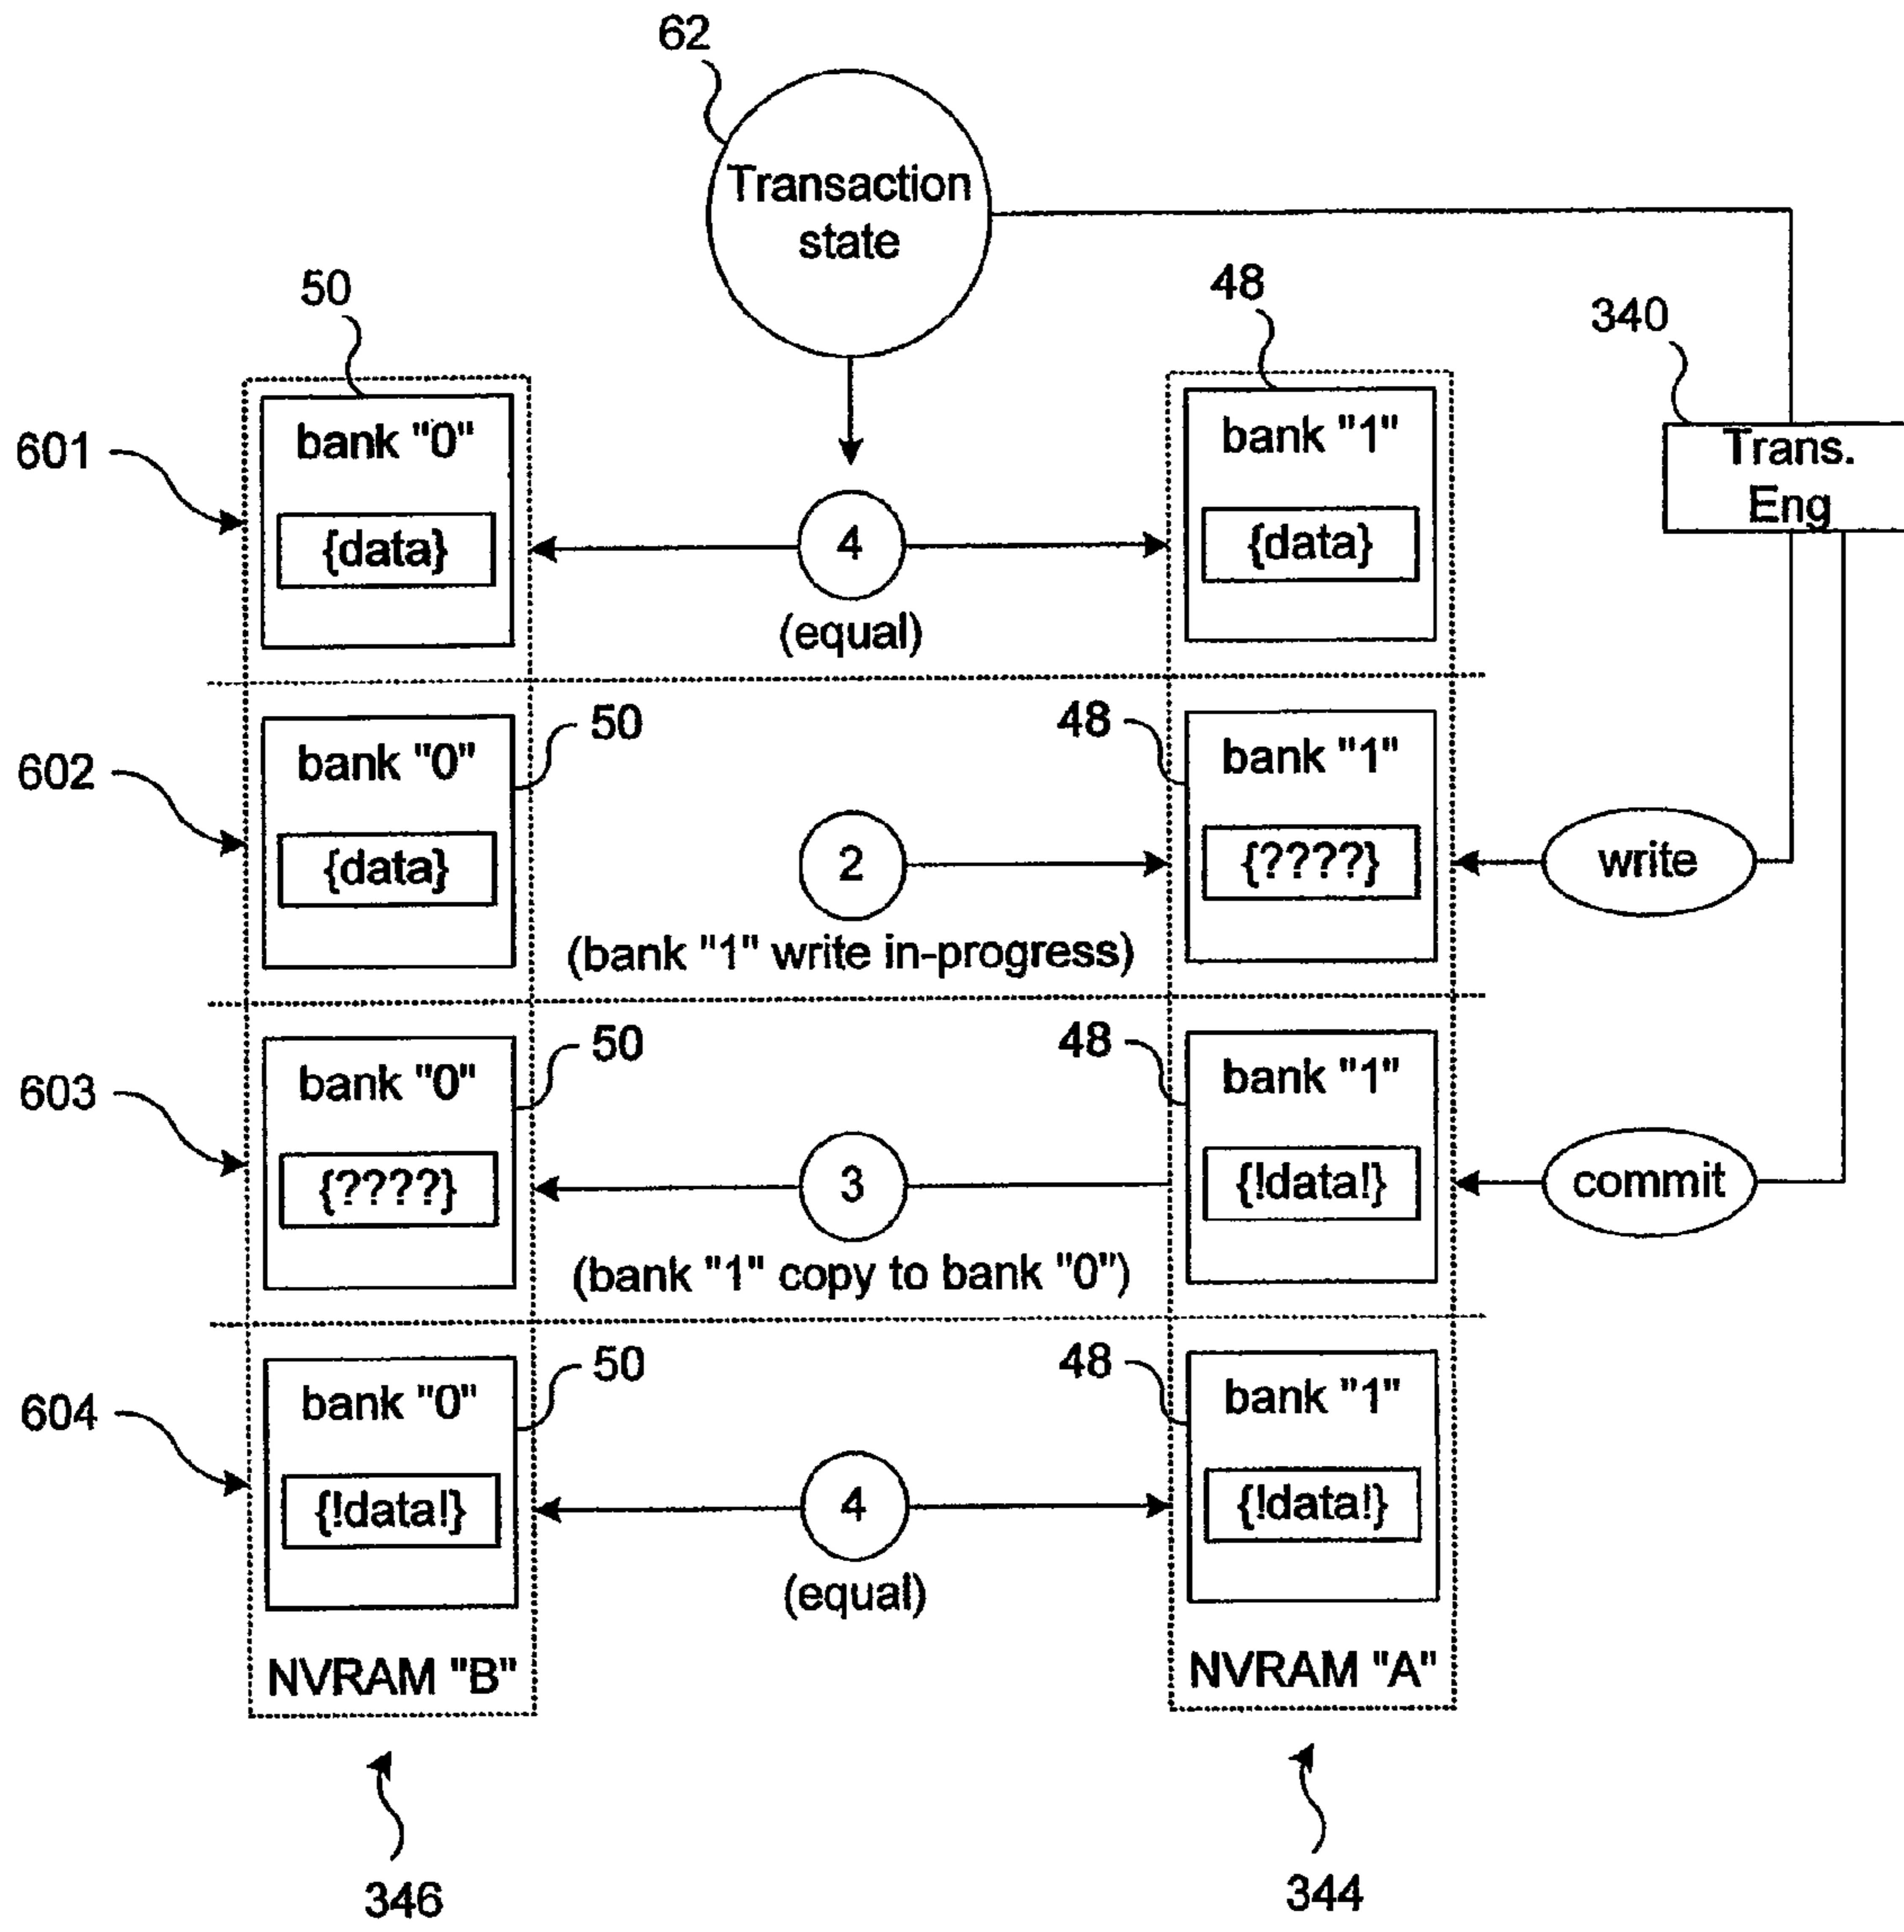 62
Transaction
state
50
48
340
601
bank "0"
bank "1"
Trans.
Eng
{data}
4
{data}
(equal)
602
bank "0"
50
48
bank "1"
{data}
2
{????}
write
(bank "1" write in-progress)
603
bank "0"
50
48
bank "1"
{????}
3
{!data!}
commit
(bank "1" copy to bank "0")
604
bank "0"
50
48
bank "1"
{!data!}
4
{!data!}
(equal)
NVRAM "B"
NVRAM "A"
346
344